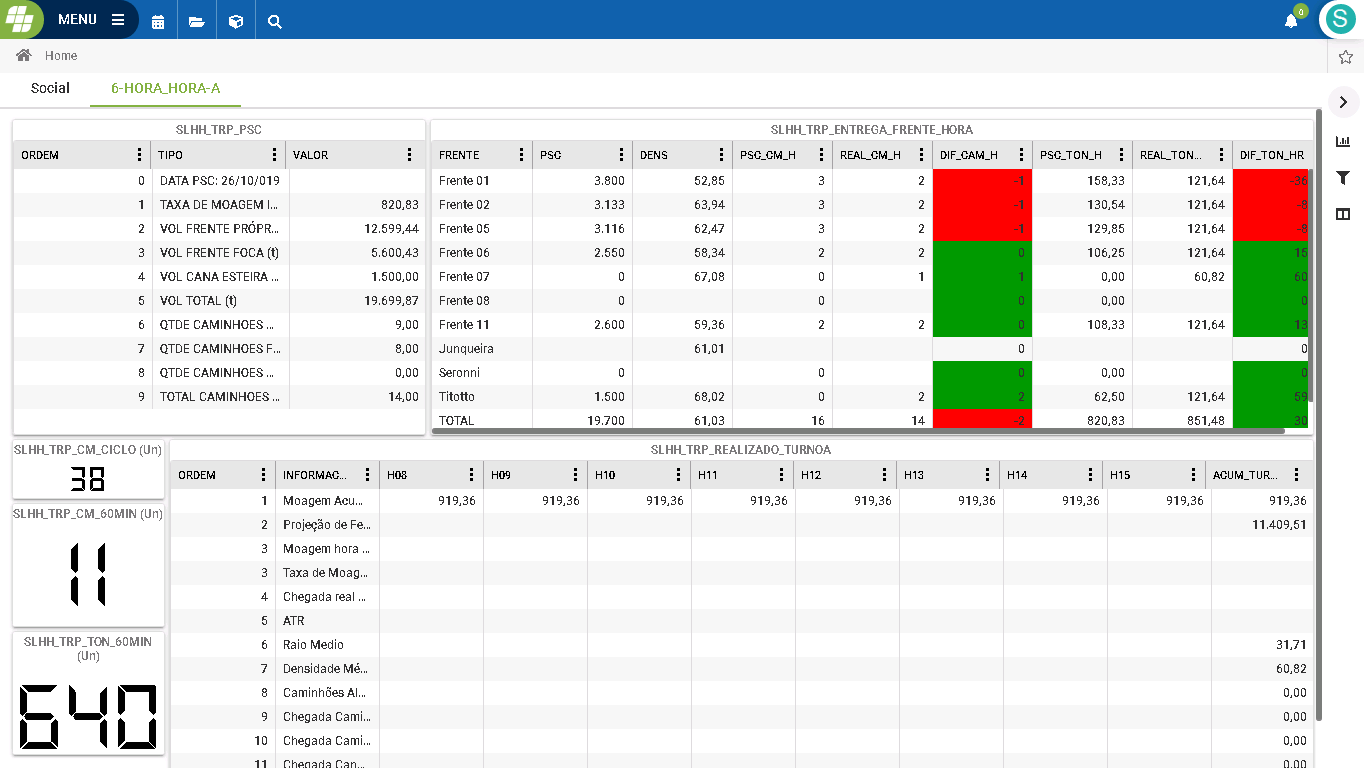 MENU
0
S
Home
Social 6-HORA_HORA-A
SLHH_TRP_PSC
ORDEM TIPO VALOR
0 DATA PSC: 26/10/019
1 TAXA DE MOAGEM I... 820,83
2 VOL FRENTE PRÓPR... 12.599,44
3 VOL FRENTE FOCA (t) 5.600,43
4 VOL CANA ESTEIRA ... 1.500,00
5 VOL TOTAL (t) 19.699,87
6 QTDE CAMINHOES ... 9,00
7 QTDE CAMINHOES F... 8,00
8 QTDE CAMINHOES ... 0,00
9 TOTAL CAMINHOES ... 14,00
SLHH_TRP_ENTREGA_FRENTE_HORA
FRENTE PSC DENS PSC_CM_H REAL_CM_H DIF_CAM_H PSC_TON_H REAL_TON... DIF_TON_HR
Frente 01 3.800 52,85 3 2 -1 158,33 121,64 -36
Frente 02 3.133 63,94 3 2 -1 130,54 121,64 -8
Frente 05 3.116 62,47 3 2 -1 129,85 121,64 -8
Frente 06 2.550 58,34 2 2 0 106,25 121,64 15
Frente 07 0 67,08 0 1 1 0,00 60,82 60
Frente 08 0 0 0 0,00 0
Frente 11 2.600 59,36 2 2 0 108,33 121,64 13
Junqueira 61,01 0 0
Seronni 0 0 0 0,00 0
Titotto 1.500 68,02 0 2 2 62,50 121,64 59
TOTAL 19.700 61,03 16 14 -2 820,83 851,48 30
SLHH_TRP_CM_CICLO (Un)
38
SLHH_TRP_CM_60MIN (Un)
11
SLHH_TRP_TON_60MIN
(Un)
640
SLHH_TRP_REALIZADO_TURNOA
ORDEM INFORMAC... H08 H09 H10 H11 H12 H13 H14 H15 ACUM_TUR...
1 Moagem Acu... 919,36 919,36 919,36 919,36 919,36 919,36 919,36 919,36 919,36
2 Projeção de Fe... 11.409,51
3 Moagem hora ...
3 Taxa de Moag...
4 Chegada real ...
5 ATR
6 Raio Medio 31,71
7 Densidade Mé... 60,82
8 Caminhões Al... 0,00
9 Chegada Cami... 0,00
10 Chegada Cami... 0,00
11 Chegada Can... 0,00